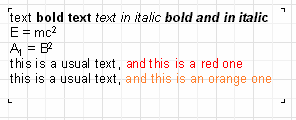 text bold text text in italic bold and in italic
E = mc²
A₁ = B²
this is a usual text, and this is a red one
this is a usual text, and this is an orange one